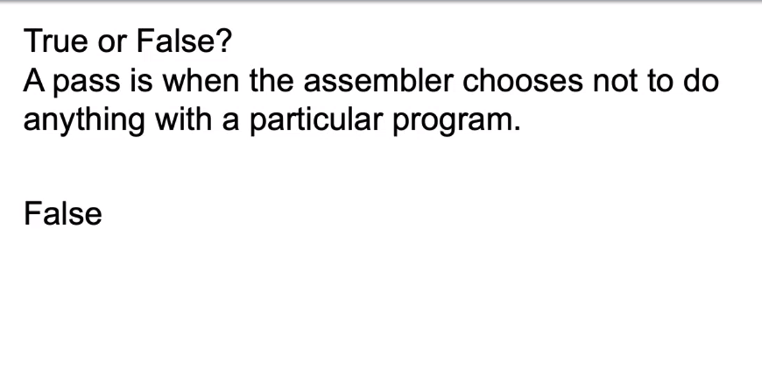 True or False?
A pass is when the assembler chooses not to do
anything with a particular program.
False